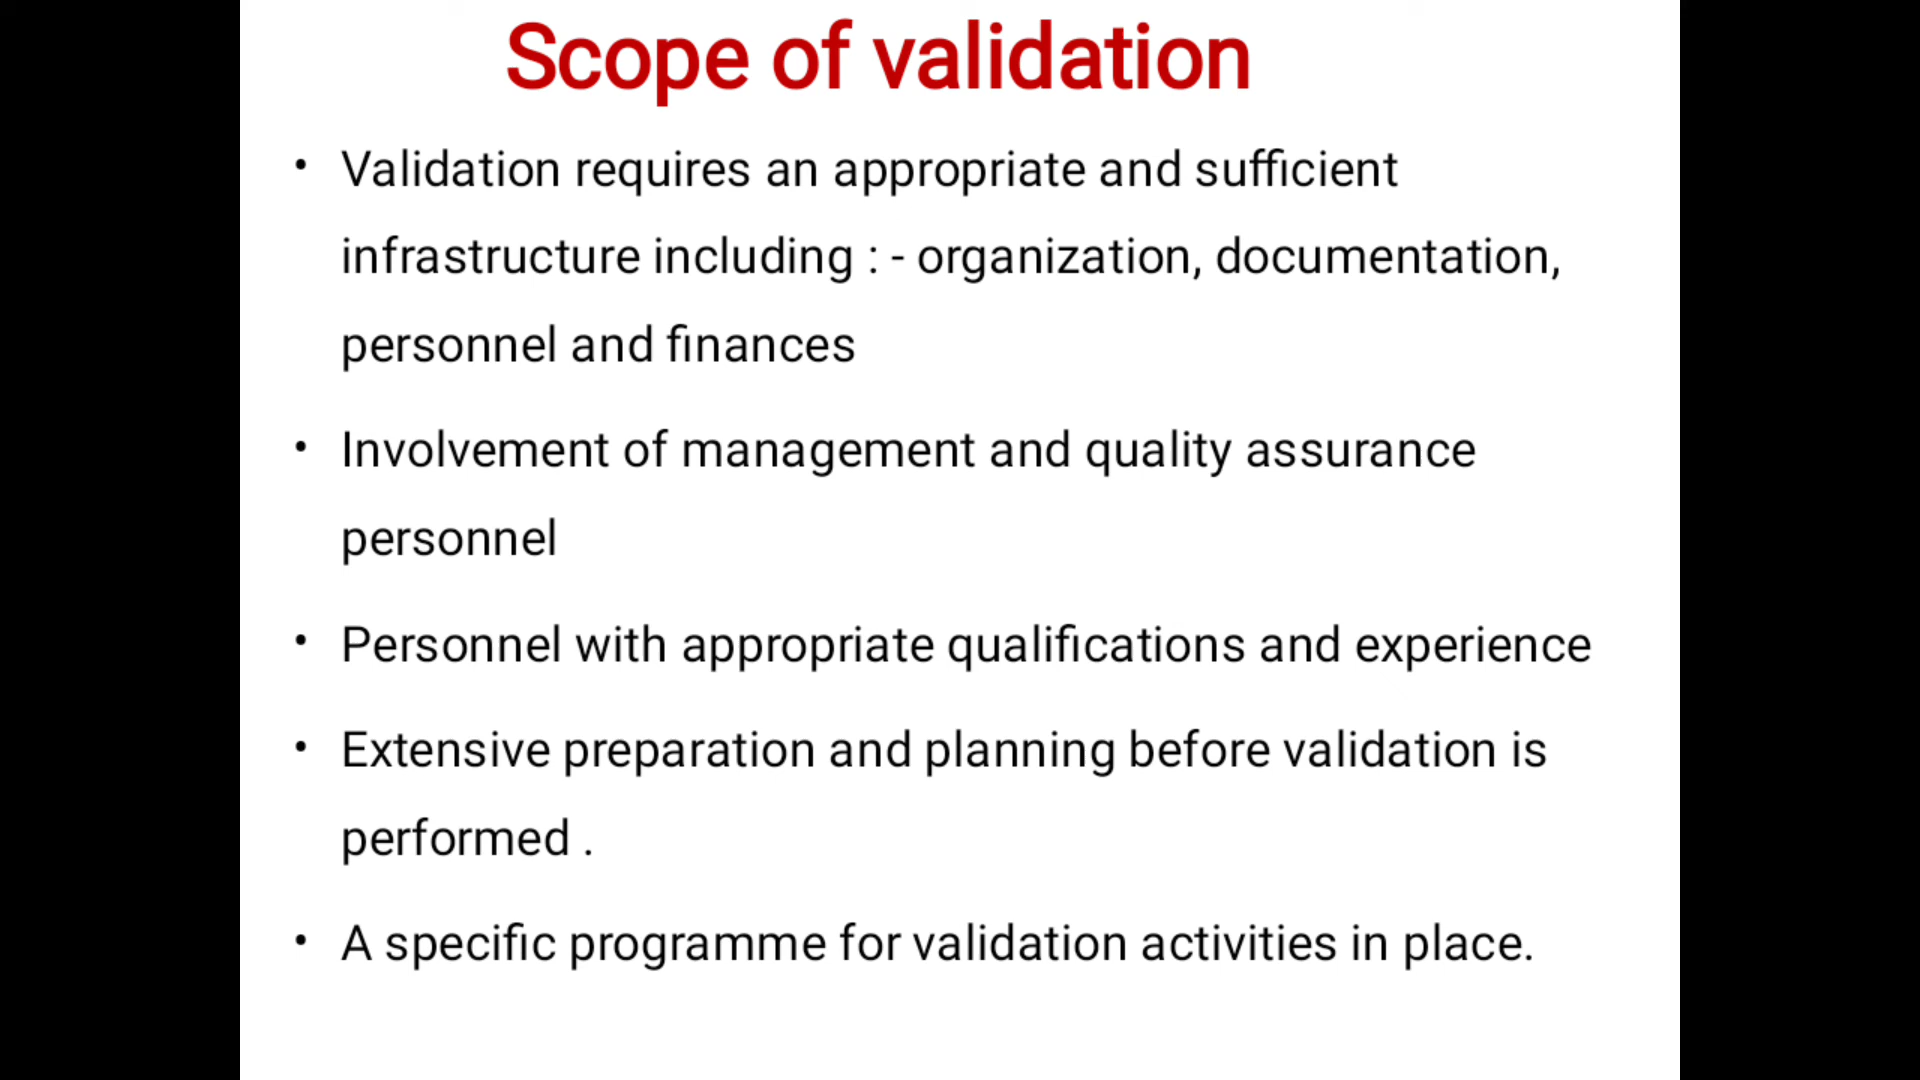 Scope of validation
• Validation requires an appropriate and sufficient
infrastructure including : - organization, documentation,
personnel and finances
• Involvement of management and quality assurance
personnel
• Personnel with appropriate qualifications and experience
• Extensive preparation and planning before validation is
performed .
• A specific programme for validation activities in place.